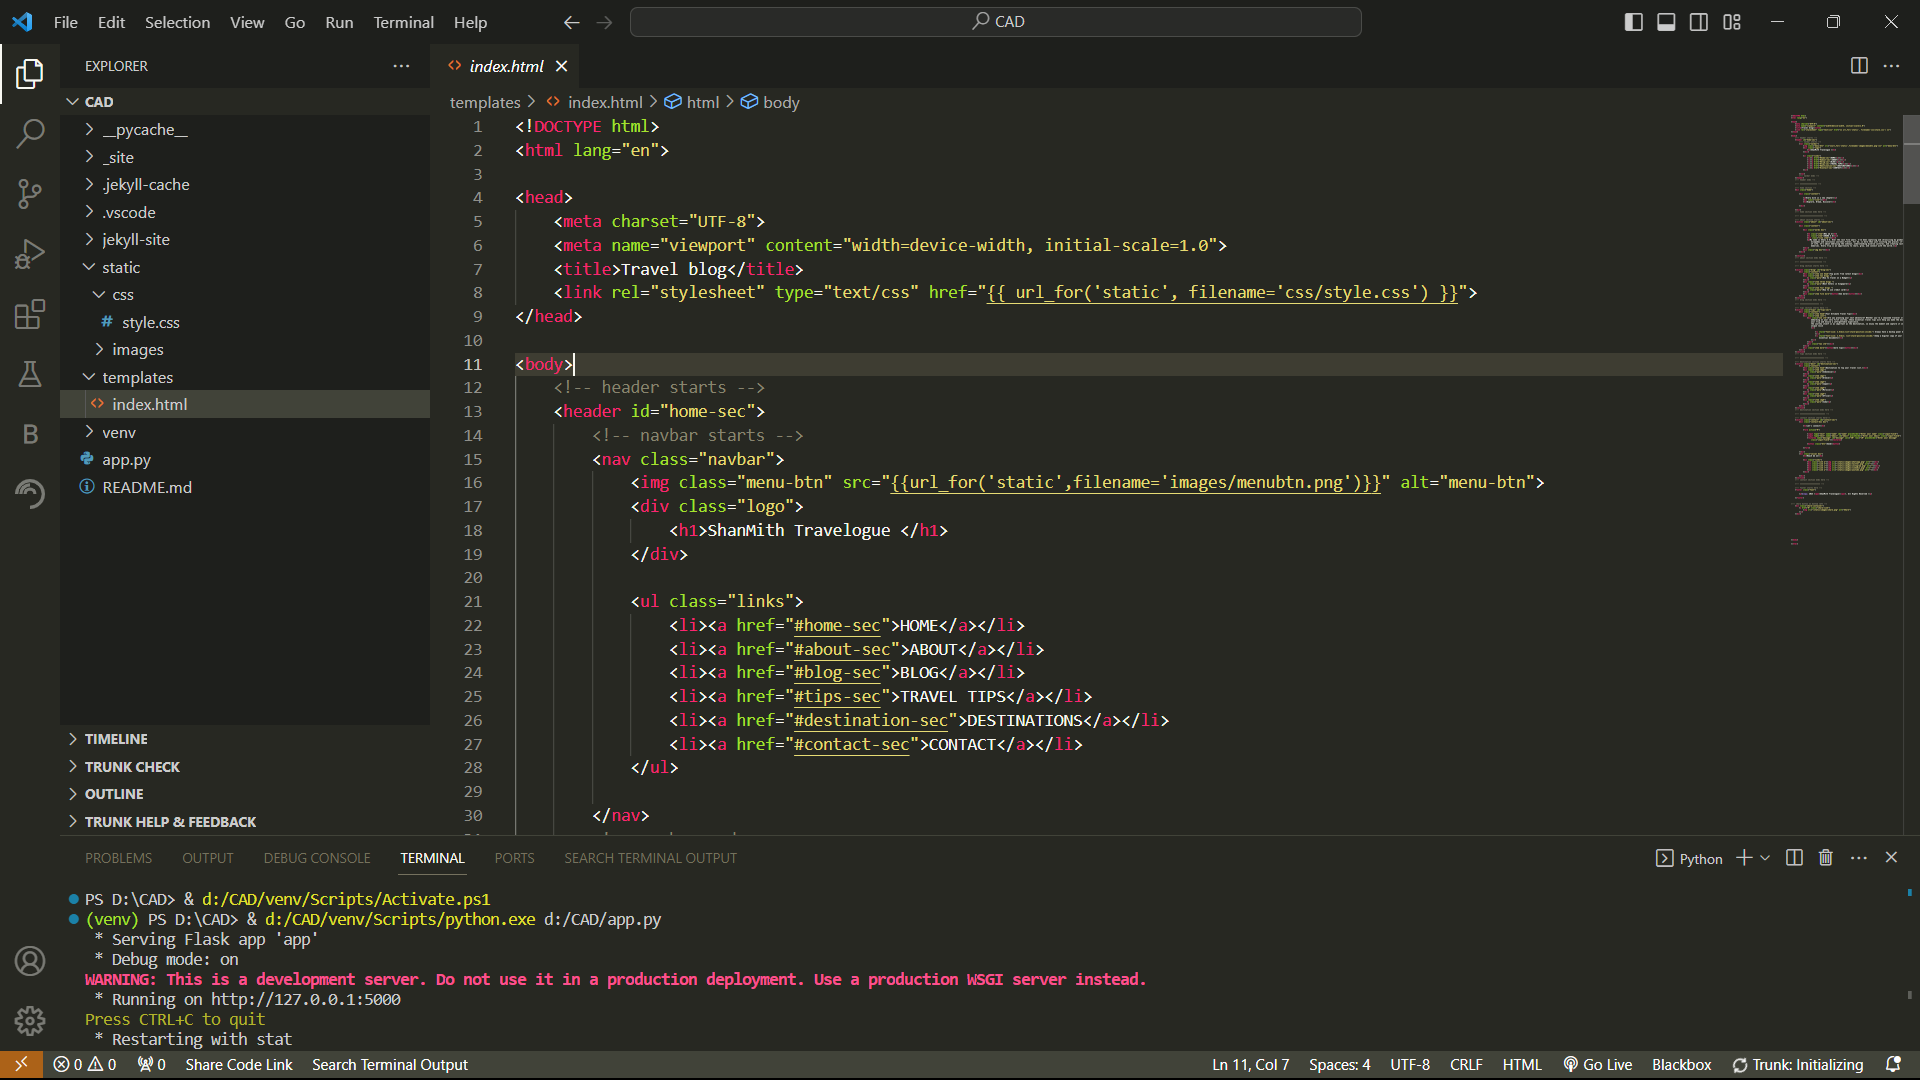 File Edit Selection View Go Run Terminal Help
CAD
EXPLORER
CAD
__pycache__
_site
.jekyll-cache
.vscode
jekyll-site
static
css
# style.css
images
templates
<> index.html
venv
app.py
README.md
TIMELINE
TRUNK CHECK
OUTLINE
TRUNK HELP & FEEDBACK
<> index.html
templates > <> index.html > html > body
1 <!DOCTYPE html>
2 <html lang="en">
3
4 <head>
5 <meta charset="UTF-8">
6 <meta name="viewport" content="width=device-width, initial-scale=1.0">
7 <title>Travel blog</title>
8 <link rel="stylesheet" type="text/css" href="{{ url_for('static', filename='css/style.css') }}">
9 </head>
10
11 <body>
12 <!-- header starts -->
13 <header id="home-sec">
14 <!-- navbar starts -->
15 <nav class="navbar">
16 <img class="menu-btn" src="{{url_for('static',filename='images/menubtn.png')}}" alt="menu-btn">
17 <div class="logo">
18 <h1>ShanMith Travelogue </h1>
19 </div>
20
21 <ul class="links">
22 <li><a href="#home-sec">HOME</a></li>
23 <li><a href="#about-sec">ABOUT</a></li>
24 <li><a href="#blog-sec">BLOG</a></li>
25 <li><a href="#tips-sec">TRAVEL TIPS</a></li>
26 <li><a href="#destination-sec">DESTINATIONS</a></li>
27 <li><a href="#contact-sec">CONTACT</a></li>
28 </ul>
29
30 </nav>
PROBLEMS OUTPUT DEBUG CONSOLE TERMINAL PORTS SEARCH TERMINAL OUTPUT
Python
PS D:\CAD> & d:/CAD/venv/Scripts/Activate.ps1
(venv) PS D:\CAD> & d:/CAD/venv/Scripts/python.exe d:/CAD/app.py
* Serving Flask app 'app'
* Debug mode: on
WARNING: This is a development server. Do not use it in a production deployment. Use a production WSGI server instead.
* Running on http://127.0.0.1:5000
Press CTRL+C to quit
* Restarting with stat
0 0 0 Share Code Link Search Terminal Output Ln 11, Col 7 Spaces: 4 UTF-8 CRLF HTML Go Live Blackbox Trunk: Initializing